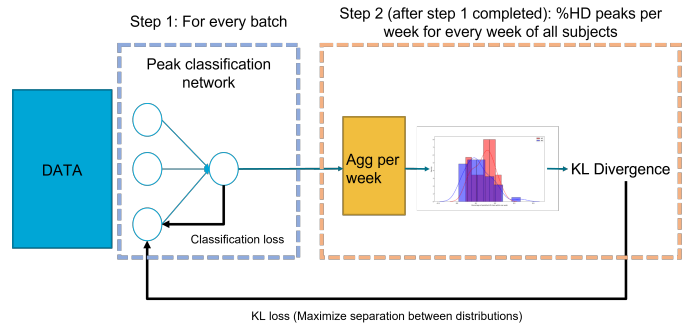 Step 1: For every batch
Step 2 (after step 1 completed): %HD peaks per
week for every week of all subjects
Peak classification
network
DATA
Agg per
week
KL Divergence
Classification loss
KL loss (Maximize separation between distributions)